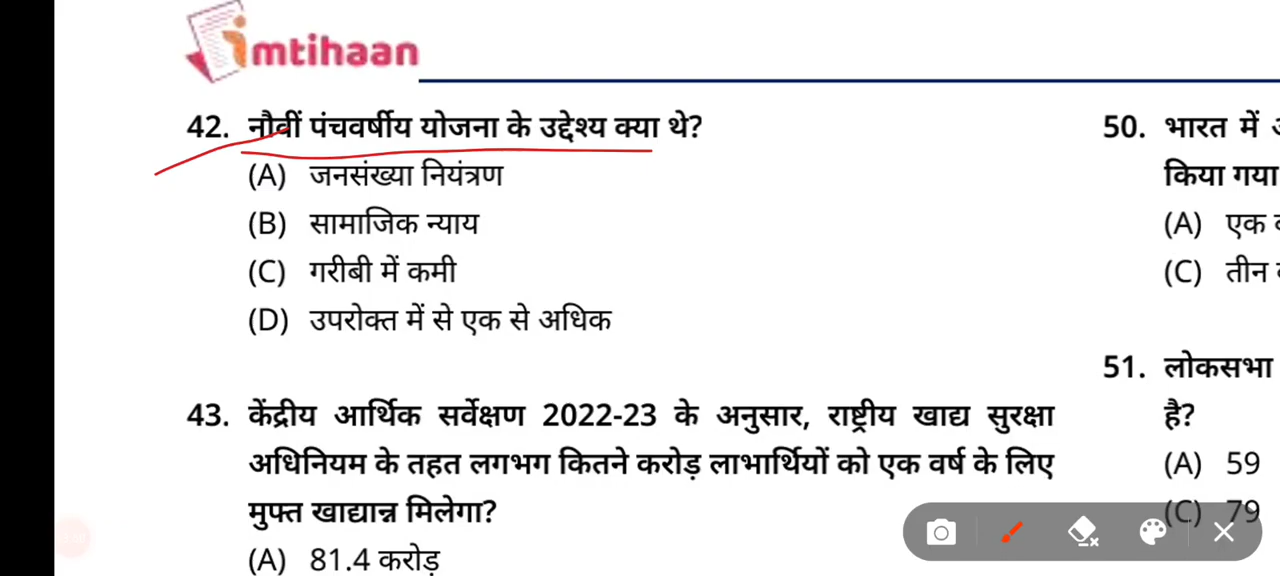 imtihaan
42. नौवीं पंचवर्षीय योजना के उद्देश्य क्या थे?
(A) जनसंख्या नियंत्रण
(B) सामाजिक न्याय
(C) गरीबी में कमी
(D) उपरोक्त में से एक से अधिक
43. केंद्रीय आर्थिक सर्वेक्षण 2022-23 के अनुसार, राष्ट्रीय खाद्य सुरक्षा
अधिनियम के तहत लगभग कितने करोड़ लाभार्थियों को एक वर्ष के लिए
मुफ्त खाद्यान्न मिलेगा?
(A) 81.4 करोड़
50. भारत में
किया गया
(A) एक
(C) तीन
51. लोकसभा
है?
(A) 59
(C) 79